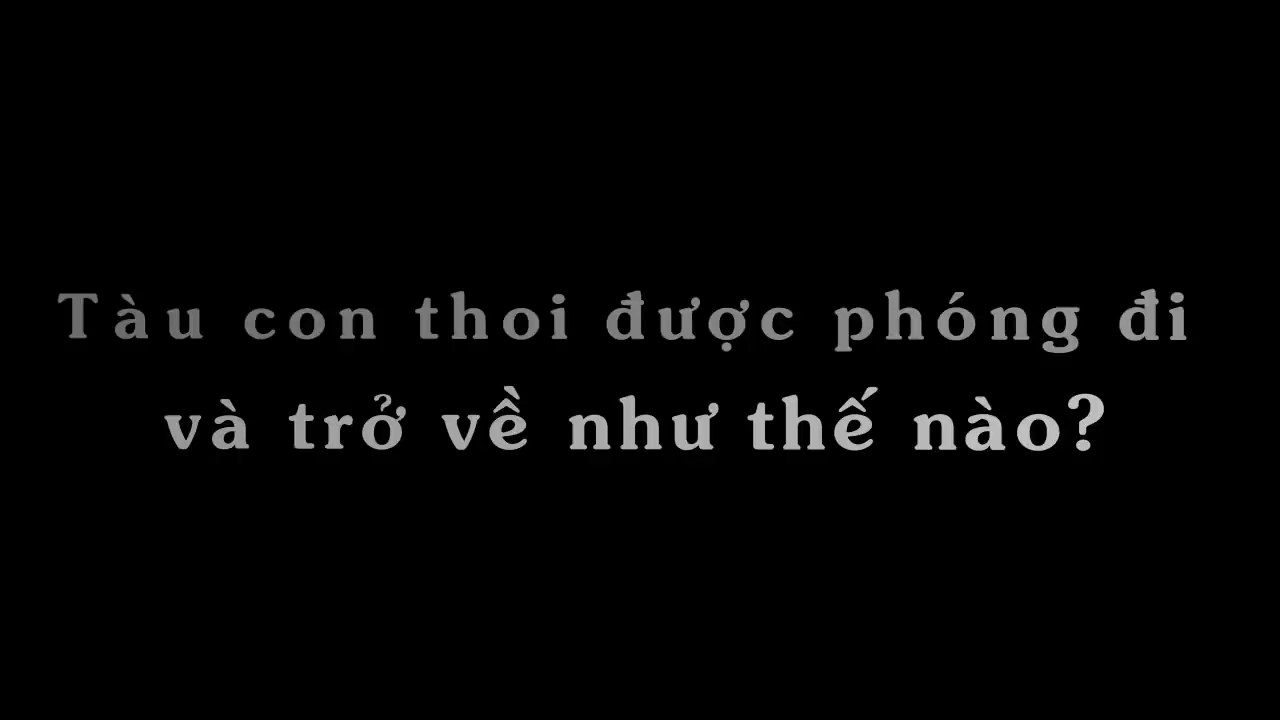 Tàu con thoi được phóng đi
và trở về như thế nào?